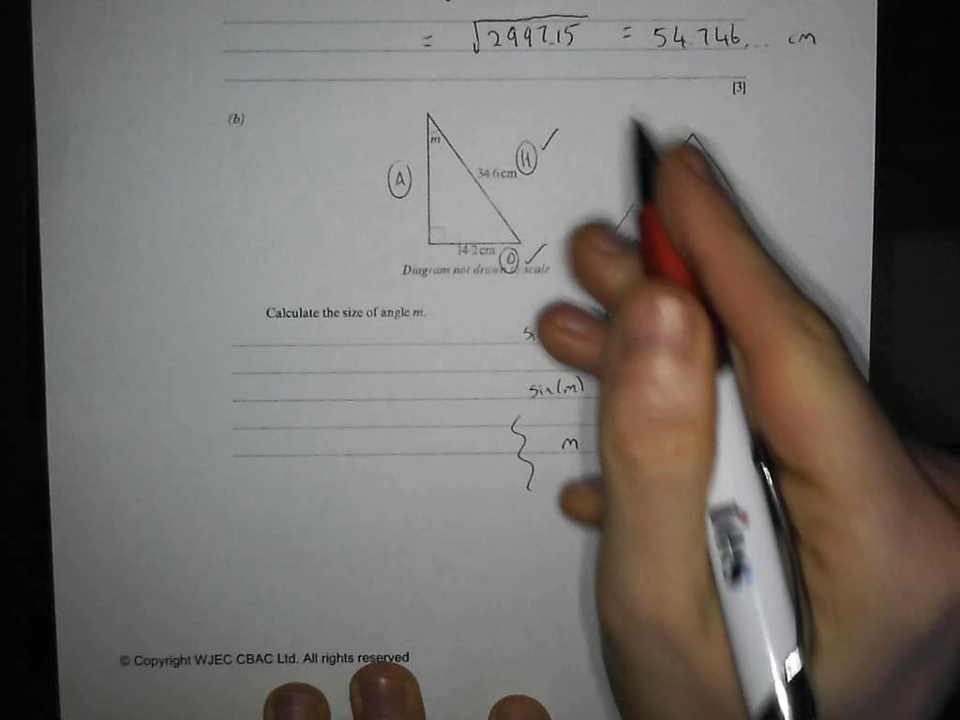 = √2997.15 = 54.746... cm
[3]
(b)
m
A
34·6cm
H ✓
14·2cm
O ✓
Diagram not drawn to scale
Calculate the size of angle m.
sin(m)
m
© Copyright WJEC CBAC Ltd. All rights reserved